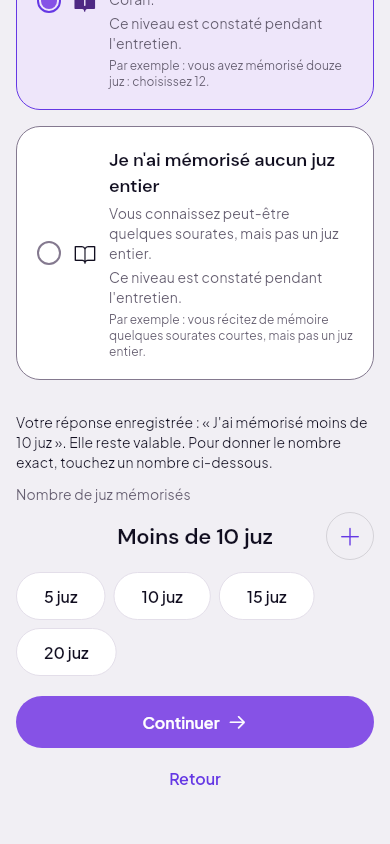 Coran.
Ce niveau est constaté pendant
l'entretien.
Par exemple : vous avez mémorisé douze
juz : choisissez 12.
Je n'ai mémorisé aucun juz
entier
Vous connaissez peut-être
quelques sourates, mais pas un juz
entier.
Ce niveau est constaté pendant
l'entretien.
Par exemple : vous récitez de mémoire
quelques sourates courtes, mais pas un juz
entier.
Votre réponse enregistrée : « J'ai mémorisé moins de
10 juz ». Elle reste valable. Pour donner le nombre
exact, touchez un nombre ci-dessous.
Nombre de juz mémorisés
Moins de 10 juz
5 juz
10 juz
15 juz
20 juz
Continuer
Retour